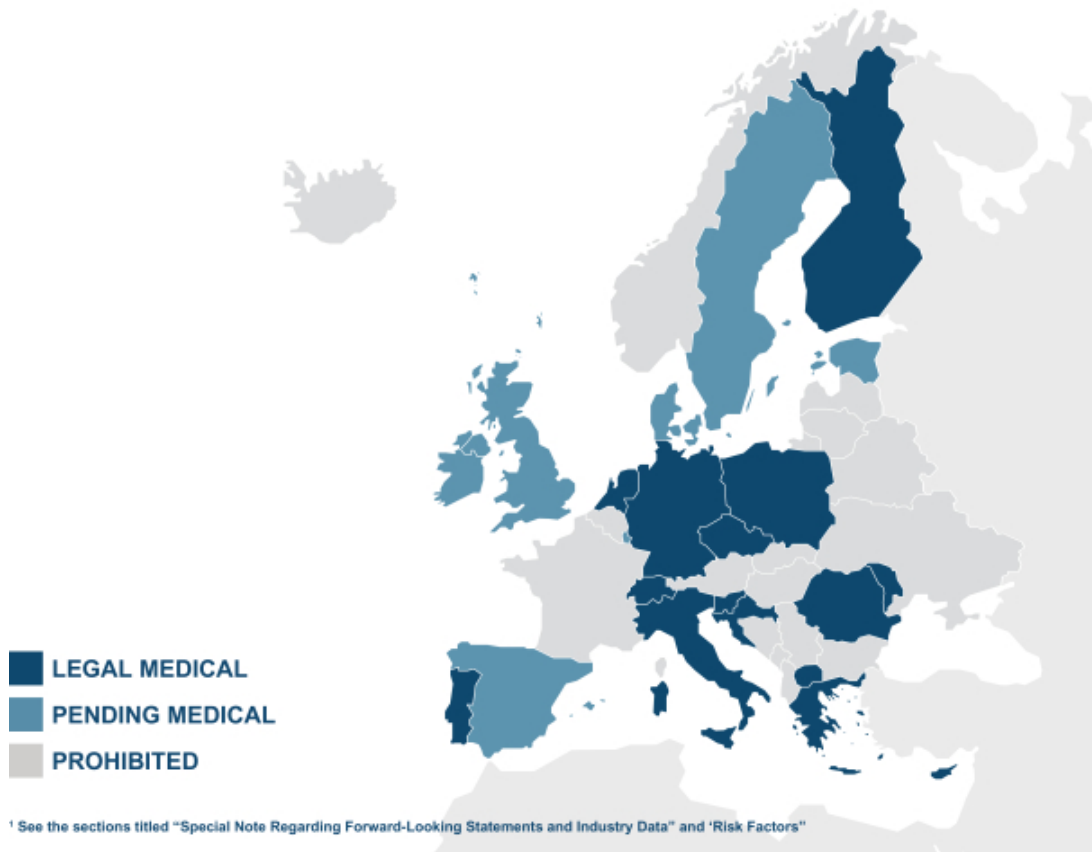 LEGAL MEDICAL
PENDING MEDICAL
PROHIBITED
¹ See the sections titled “Special Note Regarding Forward-Looking Statements and Industry Data” and ‘Risk Factors”